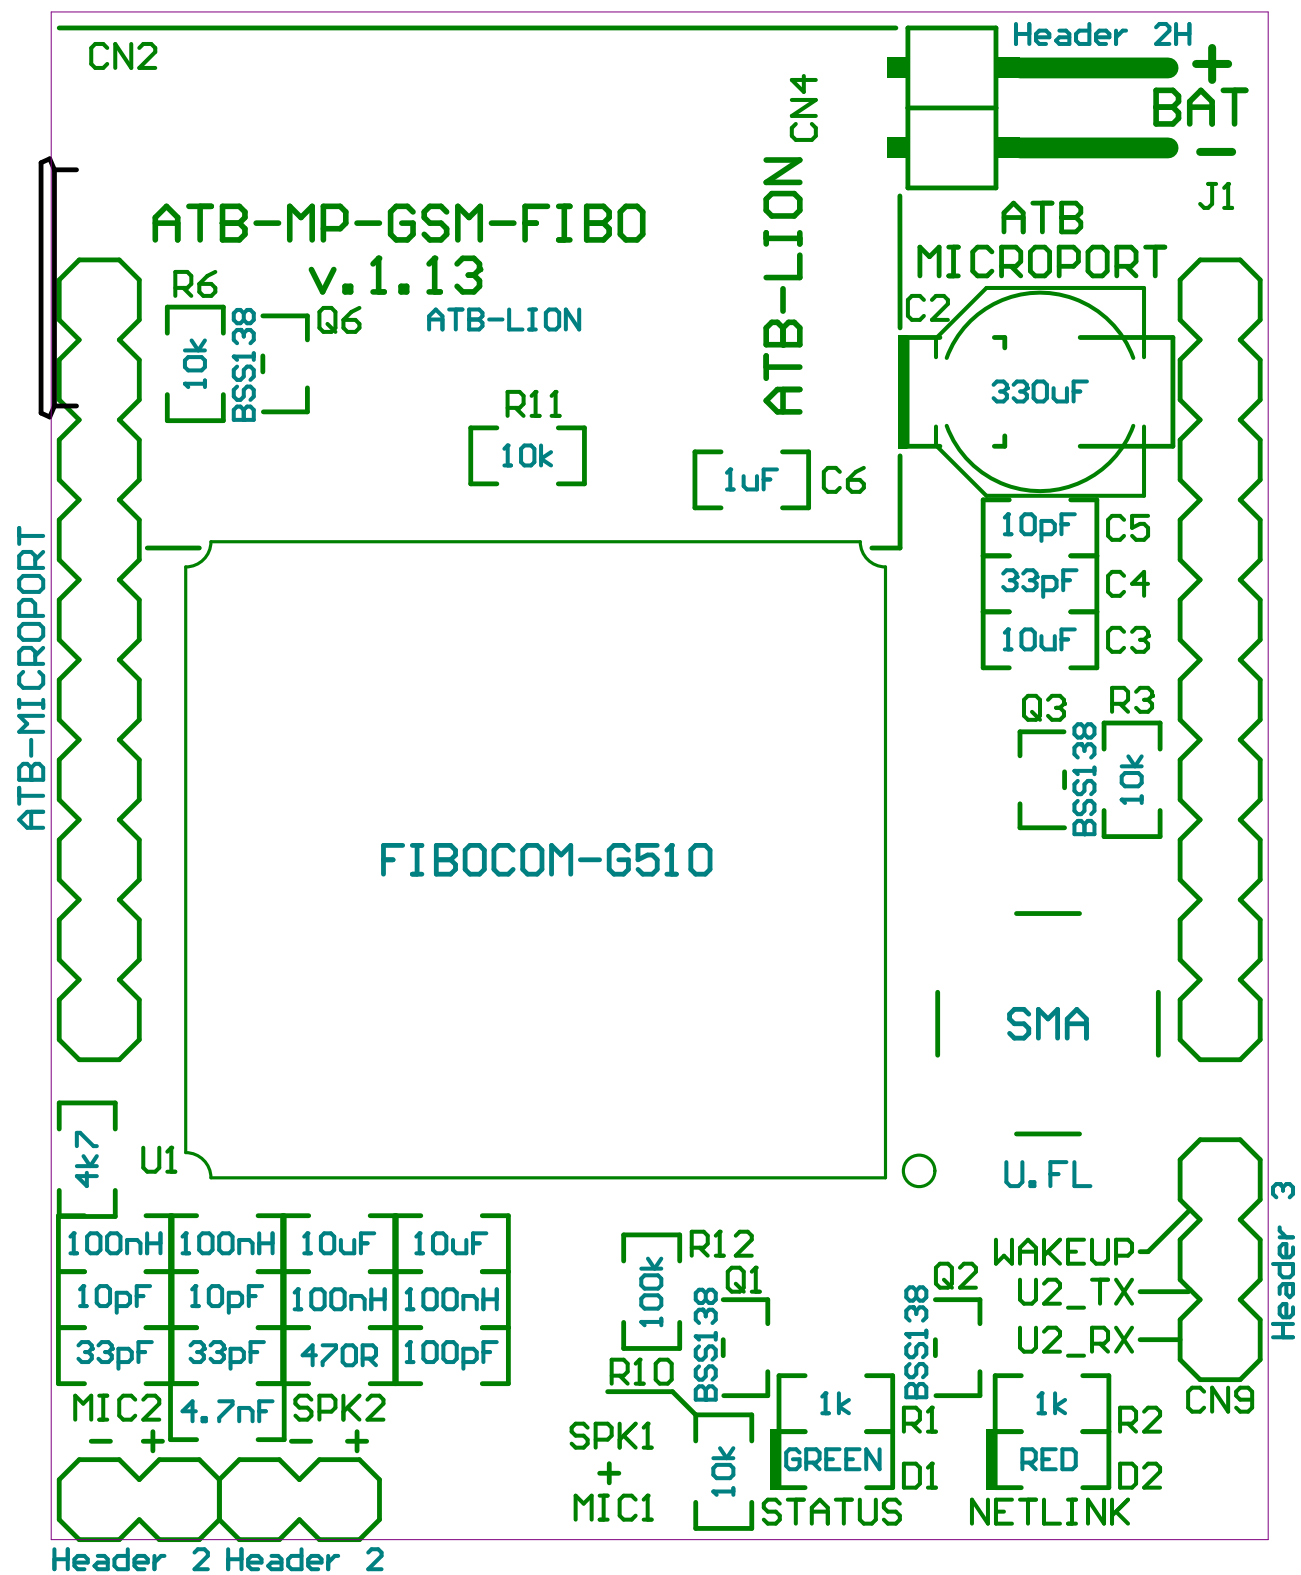 Header 2H
CN2
+
BAT
-
CN4
J1
ATB-MP-GSM-FIBO
v.1.13
ATB-LION
ATB
MICROPORT
R6
Q6
10k
BSS138
ATB-LION
C2
330uF
R11
10k
1uF
C6
10pF
C5
33pF
C4
10uF
C3
ATB-MICROPORT
Q3
R3
BSS138
10k
FIBOCOM-G510
SMA
4k7
U1
U.FL
Header 3
100nH 100nH 10uF 10uF
10pF 10pF 100nH 100nH
33pF 33pF 470R 100pF
MIC2 4.7nF SPK2
- + - +
R12
100k
Q1
BSS138
Q2
BSS138
WAKEUP
U2_TX
U2_RX
CN9
R10
10k
SPK1
+
MIC1
1k
R1
GREEN
D1
STATUS
1k
R2
RED
D2
NETLINK
Header 2 Header 2